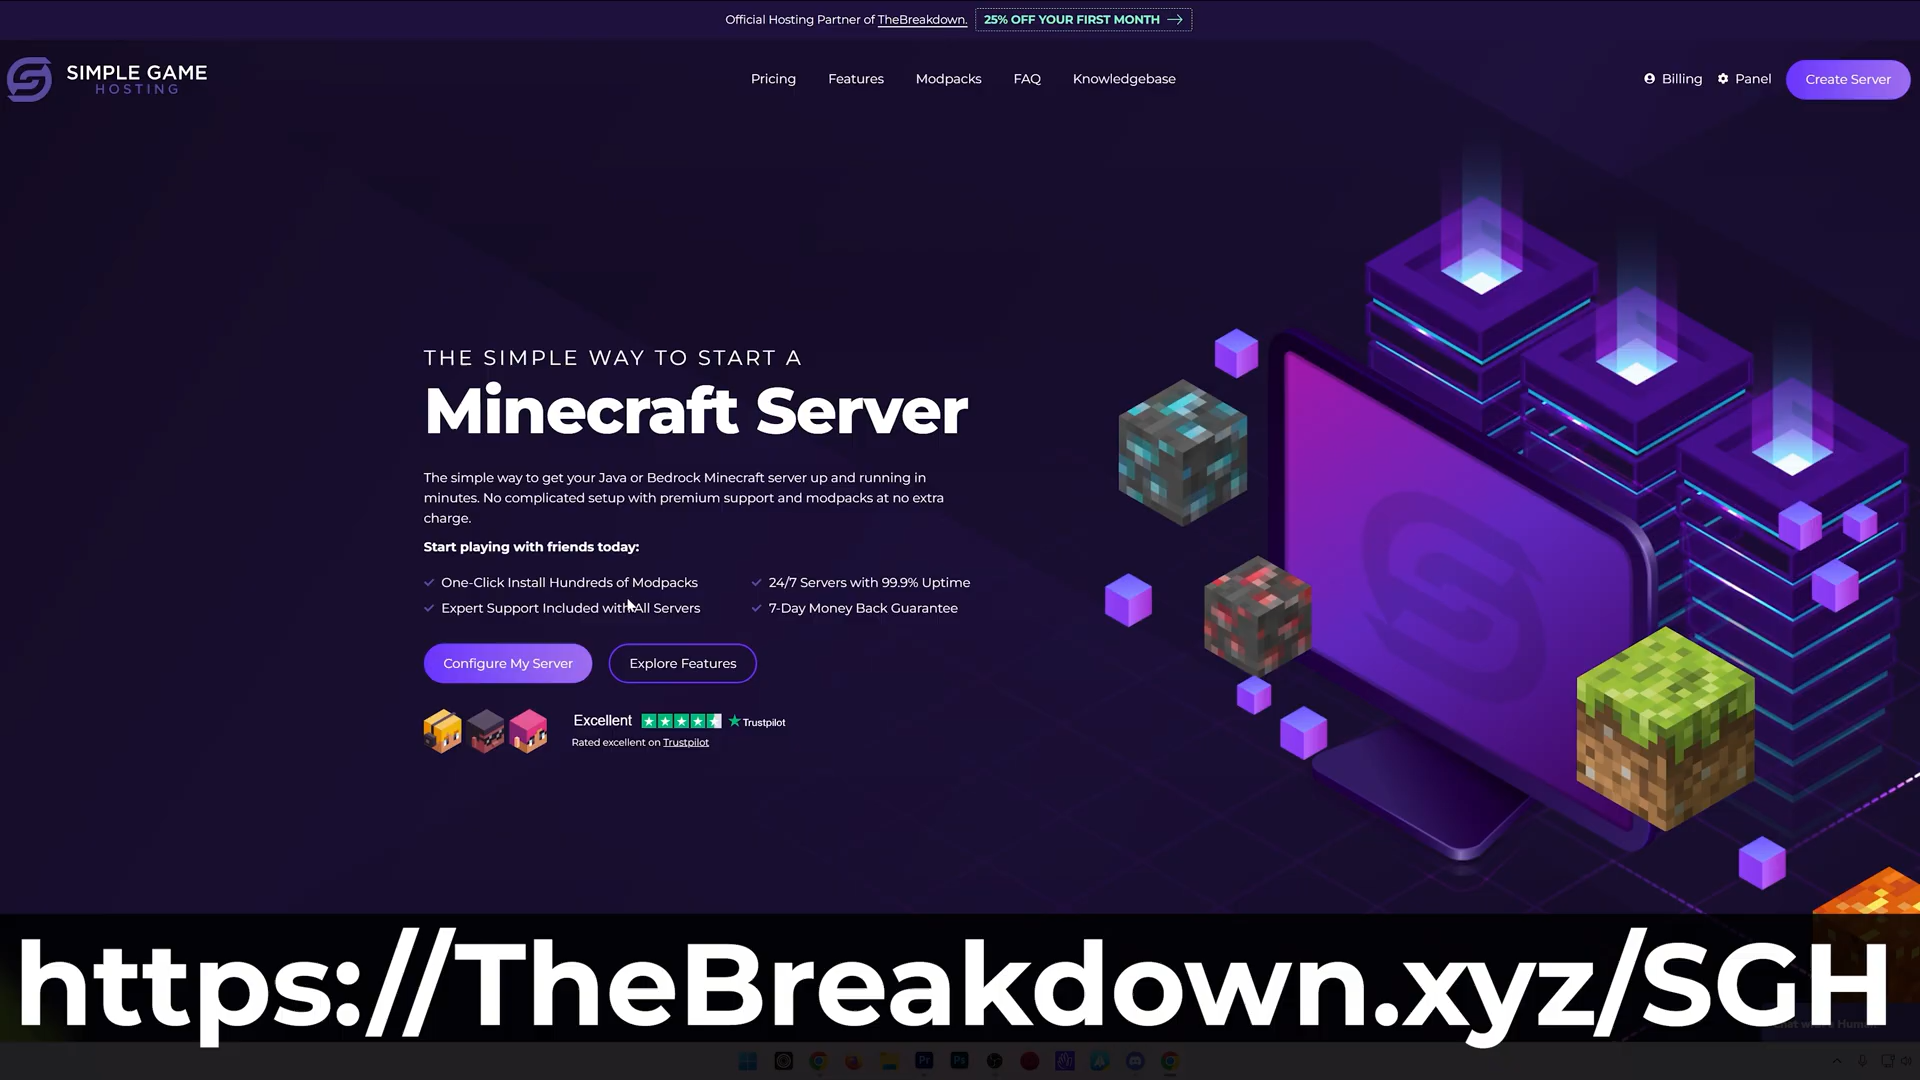 Official Hosting Partner of TheBreakdown. 25% OFF YOUR FIRST MONTH
SIMPLE GAME
HOSTING
Pricing Features Modpacks FAQ Knowledgebase
Billing Panel Create Server
THE SIMPLE WAY TO START A
Minecraft Server
The simple way to get your Java or Bedrock Minecraft server up and running in
minutes. No complicated setup with premium support and modpacks at no extra
charge.
Start playing with friends today:
One-Click Install Hundreds of Modpacks 24/7 Servers with 99.9% Uptime
Expert Support Included with All Servers 7-Day Money Back Guarantee
Configure My Server Explore Features
Excellent Trustpilot
Rated excellent on Trustpilot
https://TheBreakdown.xyz/SGH
Pr Ps